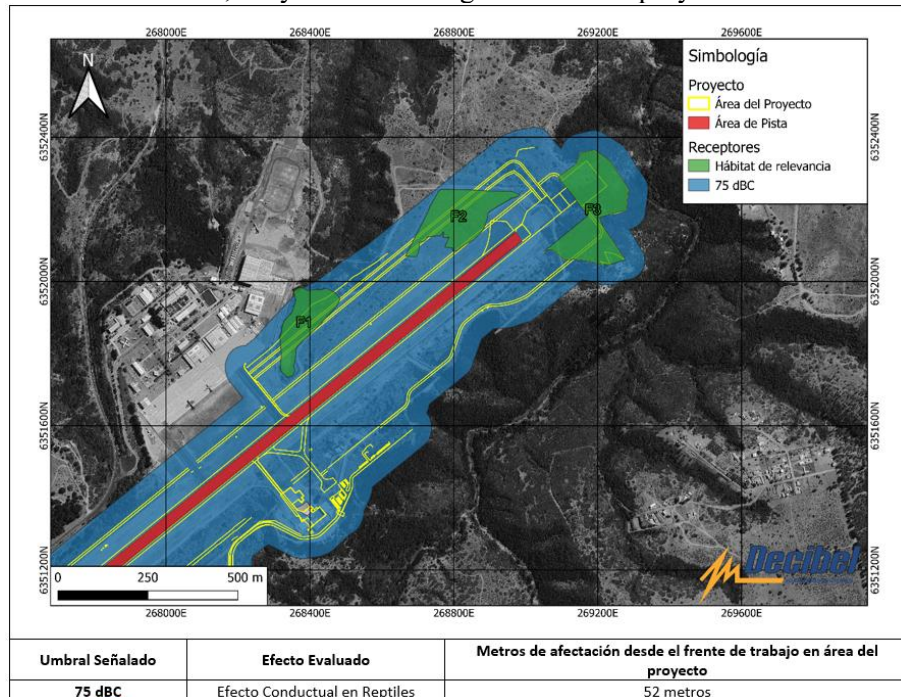 268000E 268400E 268800E 269200E 269600E
N
Simbología
Proyecto
Área del Proyecto
Área de Pista
Receptores
Hábitat de relevancia
75 dBC
6352400N 6352400N
F2
F3
6352000N 6352000N
F1
6351600N 6351600N
6351200N 6351200N
Decibel
0 250 500 m
268000E 268400E 268800E 269200E 269600E
Umbral Señalado Efecto Evaluado Metros de afectación desde el frente de trabajo en área del
proyecto
75 dBC Efecto Conductual en Reptiles 52 metros